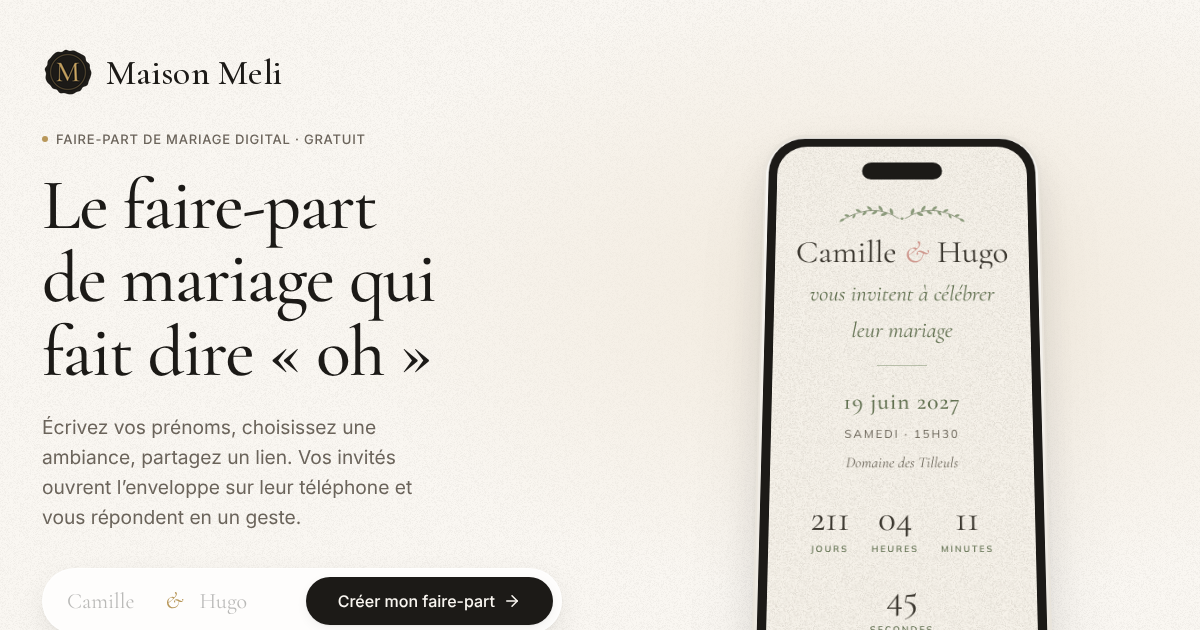 M
Maison Meli
FAIRE-PART DE MARIAGE DIGITAL · GRATUIT
Le faire-part
de mariage qui
fait dire « oh »
Écrivez vos prénoms, choisissez une
ambiance, partagez un lien. Vos invités
ouvrent l’enveloppe sur leur téléphone et
vous répondent en un geste.
Camille & Hugo
Créer mon faire-part →
Camille & Hugo
vous invitent à célébrer
leur mariage
19 juin 2027
SAMEDI · 15H30
Domaine des Tilleuls
211 04 11
JOURS HEURES MINUTES
45
SECONDES